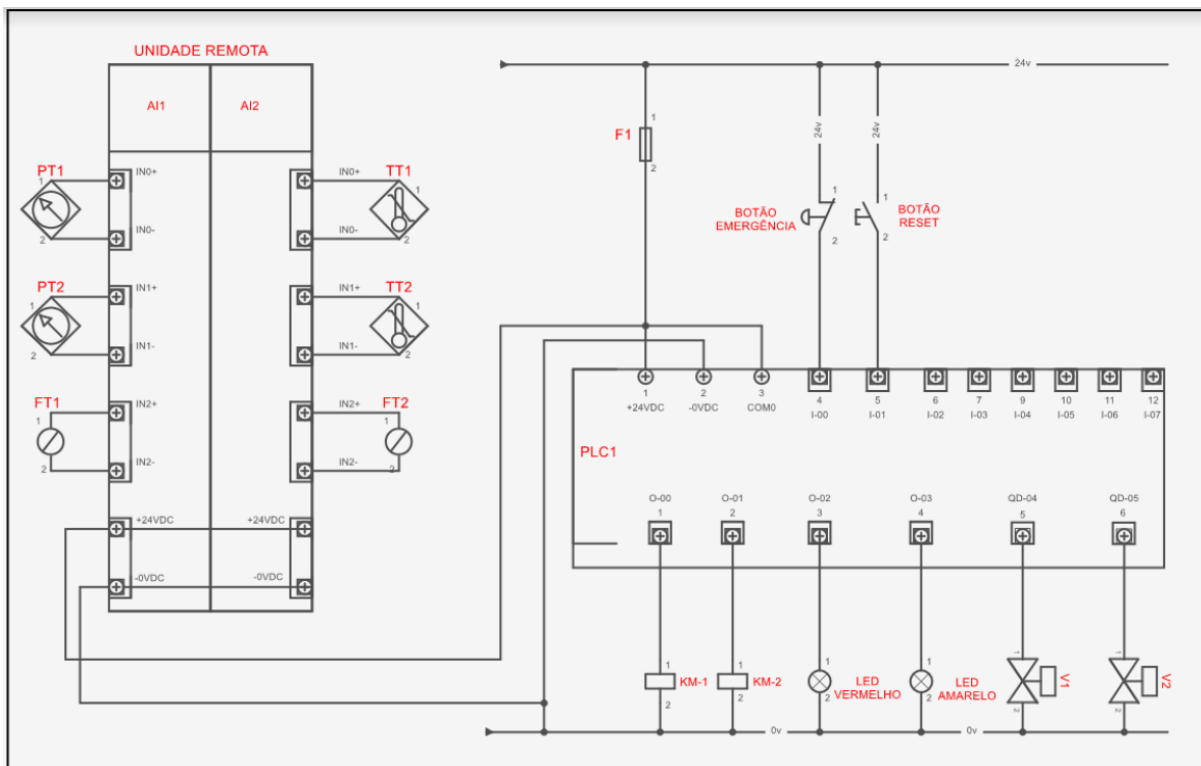 UNIDADE REMOTA
AI1
AI2
PT1
1
2
IN0+
IN0-
IN0+
IN0-
TT1
1
2
PT2
1
2
IN1+
IN1-
IN1+
IN1-
TT2
1
2
FT1
1
2
IN2+
IN2-
IN2+
IN2-
FT2
1
2
+24VDC
+24VDC
-0VDC
-0VDC
24v
F1
1
2
24v
24v
BOTÃO
EMERGÊNCIA
1
2
BOTÃO
RESET
1
2
PLC1
1
+24VDC
2
-0VDC
3
COM0
4
I-00
5
I-01
6
I-02
7
I-03
9
I-04
10
I-05
11
I-06
12
I-07
O-00
1
O-01
2
O-02
3
O-03
4
QD-04
5
QD-05
6
1
KM-1
2
1
KM-2
2
1
LED
VERMELHO
2
1
LED
AMARELO
2
1
V1
2
1
V2
2
0v
0v